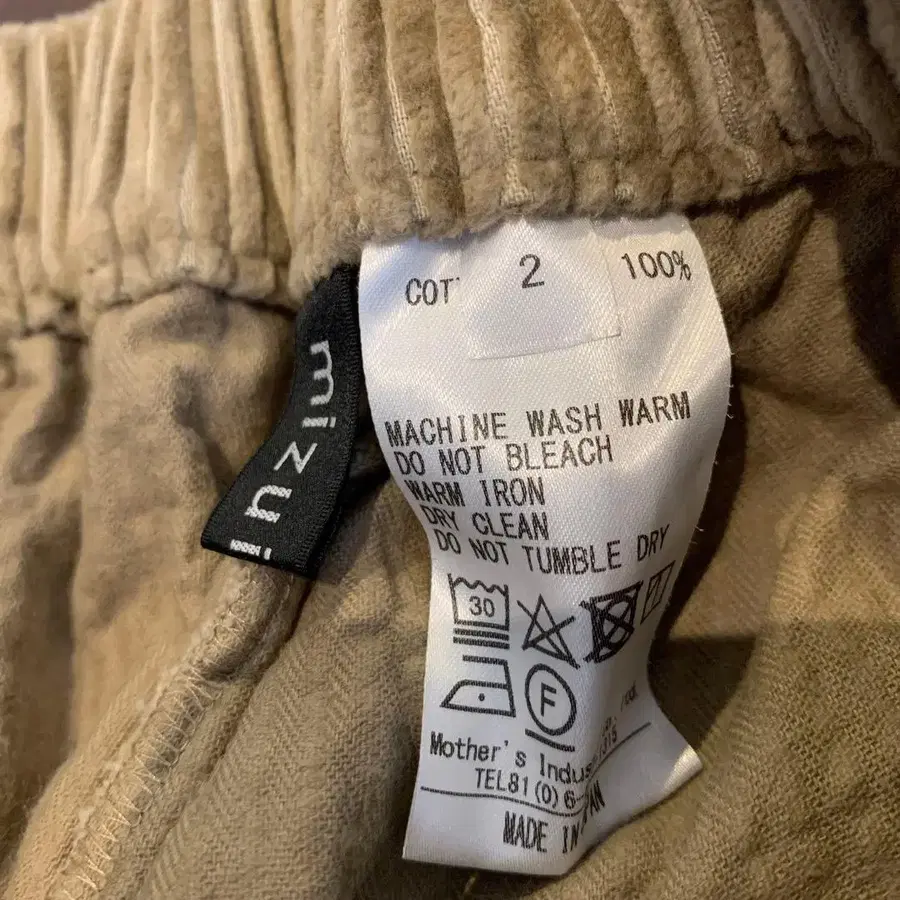 mizu
2
COT 100%
MACHINE WASH WARM
DO NOT BLEACH
WARM IRON
DRY CLEAN
DO NOT TUMBLE DRY
30
F
Mother's Indus
TEL81(0)6-
MADE IN